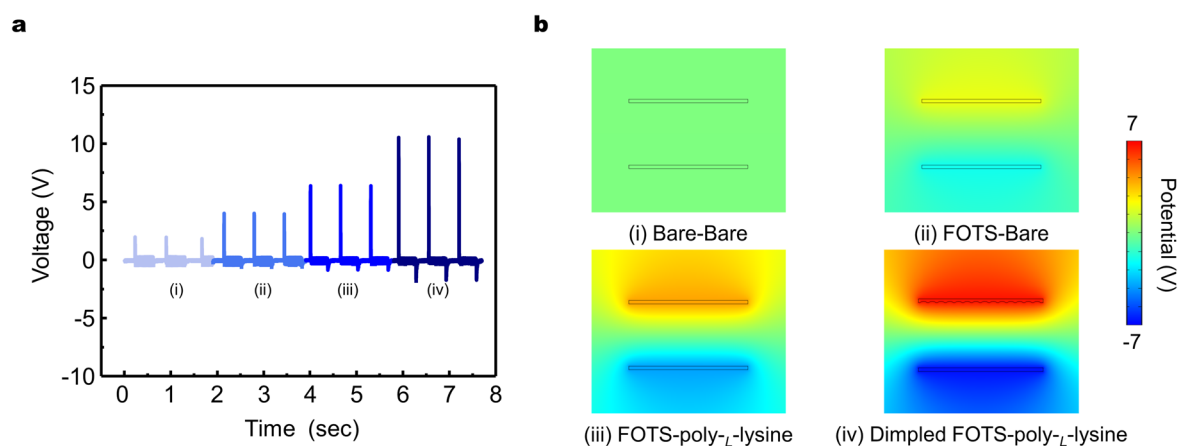 a
b
15
10
5
0
-5
-10
Voltage (V)
(i)
(ii)
(iii)
(iv)
0 1 2 3 4 5 6 7 8
Time (sec)
(i) Bare-Bare
(ii) FOTS-Bare
(iii) FOTS-poly-L-lysine
(iv) Dimpled FOTS-poly-L-lysine
7
-7
Potential (V)